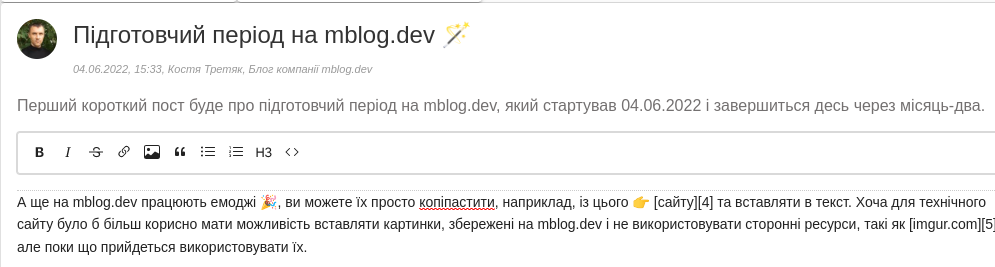 Підготовчий період на mblog.dev 🪄
04.06.2022, 15:33, Костя Третяк, Блог компанії mblog.dev
Перший короткий пост буде про підготовчий період на mblog.dev, який стартував 04.06.2022 і завершиться десь через місяць-два.
B I S H3
А ще на mblog.dev працюють емоджі 🎉, ви можете їх просто копіпастити, наприклад, із цього 👉 [сайту][4] та вставляти в текст. Хоча для технічного
сайту було б більш корисно мати можливість вставляти картинки, збережені на mblog.dev і не використовувати сторонні ресурси, такі як [imgur.com][5]
але поки що прийдеться використовувати їх.